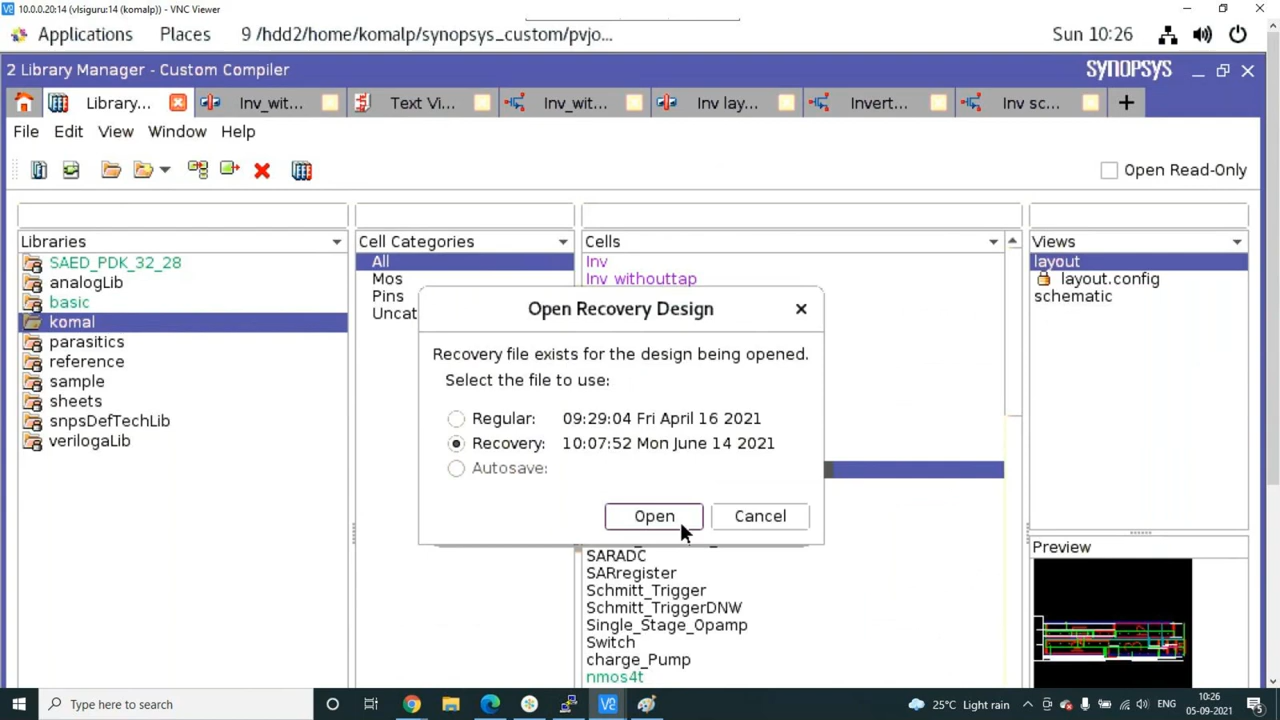 10.0.0.20:14 (vlsiguru:14 (komalp)) - VNC Viewer
Applications Places 9 /hdd2/home/komalp/synopsys_custom/pvjo... Sun 10:26
2 Library Manager - Custom Compiler SYNOPSYS
Library... Inv_wit... Text Vi... Inv_wit... Inv lay... Invert... Inv sc...
File Edit View Window Help
Open Read-Only
Libraries Cell Categories Cells Views
SAED_PDK_32_28
analogLib
basic
komal
parasitics
reference
sample
sheets
snpsDefTechLib
verilogaLib
All
Mos
Pins
Uncat
Inv
Inv withouttap
layout
layout.config
schematic
Open Recovery Design
Recovery file exists for the design being opened.
Select the file to use:
Regular: 09:29:04 Fri April 16 2021
Recovery: 10:07:52 Mon June 14 2021
Autosave:
Open Cancel
SARADC
SARregister
Schmitt_Trigger
Schmitt_TriggerDNW
Single_Stage_Opamp
Switch
charge_Pump
nmos4t
Preview
Type here to search
25°C Light rain
ENG
10:26
05-09-2021
5